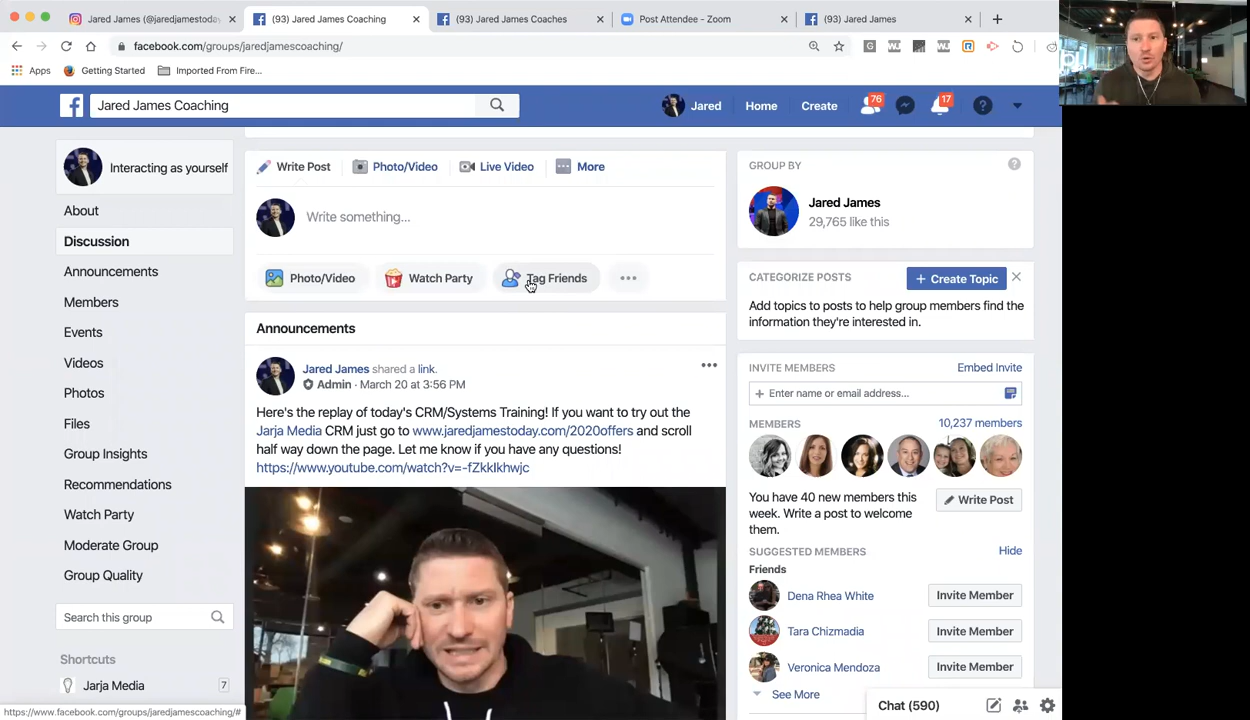 Jared James (@jaredjamestoday
(93) Jared James Coaching
(93) Jared James Coaches
Post Attendee - Zoom
(93) Jared James
facebook.com/groups/jaredjamescoaching/
Apps
Getting Started
Imported From Fire...
Jared James Coaching
Jared
Home
Create
76
17
Interacting as yourself
About
Discussion
Announcements
Members
Events
Videos
Photos
Files
Group Insights
Recommendations
Watch Party
Moderate Group
Group Quality
Search this group
Shortcuts
Jarja Media
7
https://www.facebook.com/groups/jaredjamescoaching/#
Write Post
Photo/Video
Live Video
More
Write something...
Photo/Video
Watch Party
Tag Friends
Announcements
Jared James shared a link.
Admin · March 20 at 3:56 PM
Here's the replay of today's CRM/Systems Training! If you want to try out the
Jarja Media CRM just go to www.jaredjamestoday.com/2020offers and scroll
half way down the page. Let me know if you have any questions!
https://www.youtube.com/watch?v=-fZkklkhwjc
GROUP BY
Jared James
29,765 like this
CATEGORIZE POSTS
+ Create Topic
Add topics to posts to help group members find the
information they're interested in.
INVITE MEMBERS
Embed Invite
+ Enter name or email address...
MEMBERS
10,237 members
You have 40 new members this
week. Write a post to welcome
them.
Write Post
SUGGESTED MEMBERS
Hide
Friends
Dena Rhea White
Invite Member
Tara Chizmadia
Invite Member
Veronica Mendoza
Invite Member
See More
Chat (590)